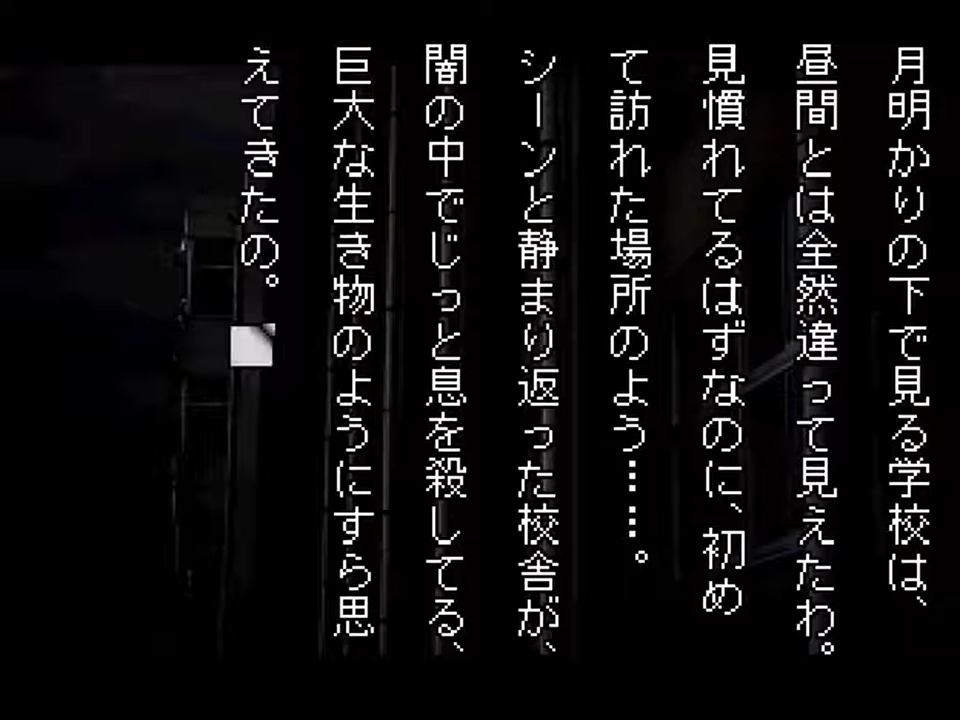 月明かりの下で見る学校は、
昼間とは全然違って見えたわ。
見慣れてるはずなのに、初め
て訪れた場所のよう……。
シーンと静まり返った校舎が、
闇の中でじっと息を殺してる、
巨大な生き物のようにすら思
えてきたの。